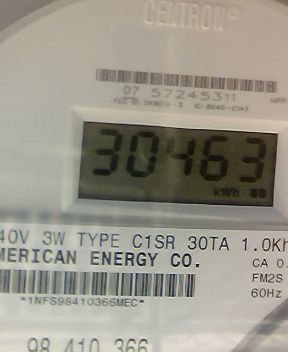 CENTRON®
07 57245311
30463
kWh
40V 3W TYPE C1SR 30TA 1.0Kh
MERICAN ENERGY CO.
CA 0.
FM2S
60Hz
*1NFS98410366MEC*
98 410 366